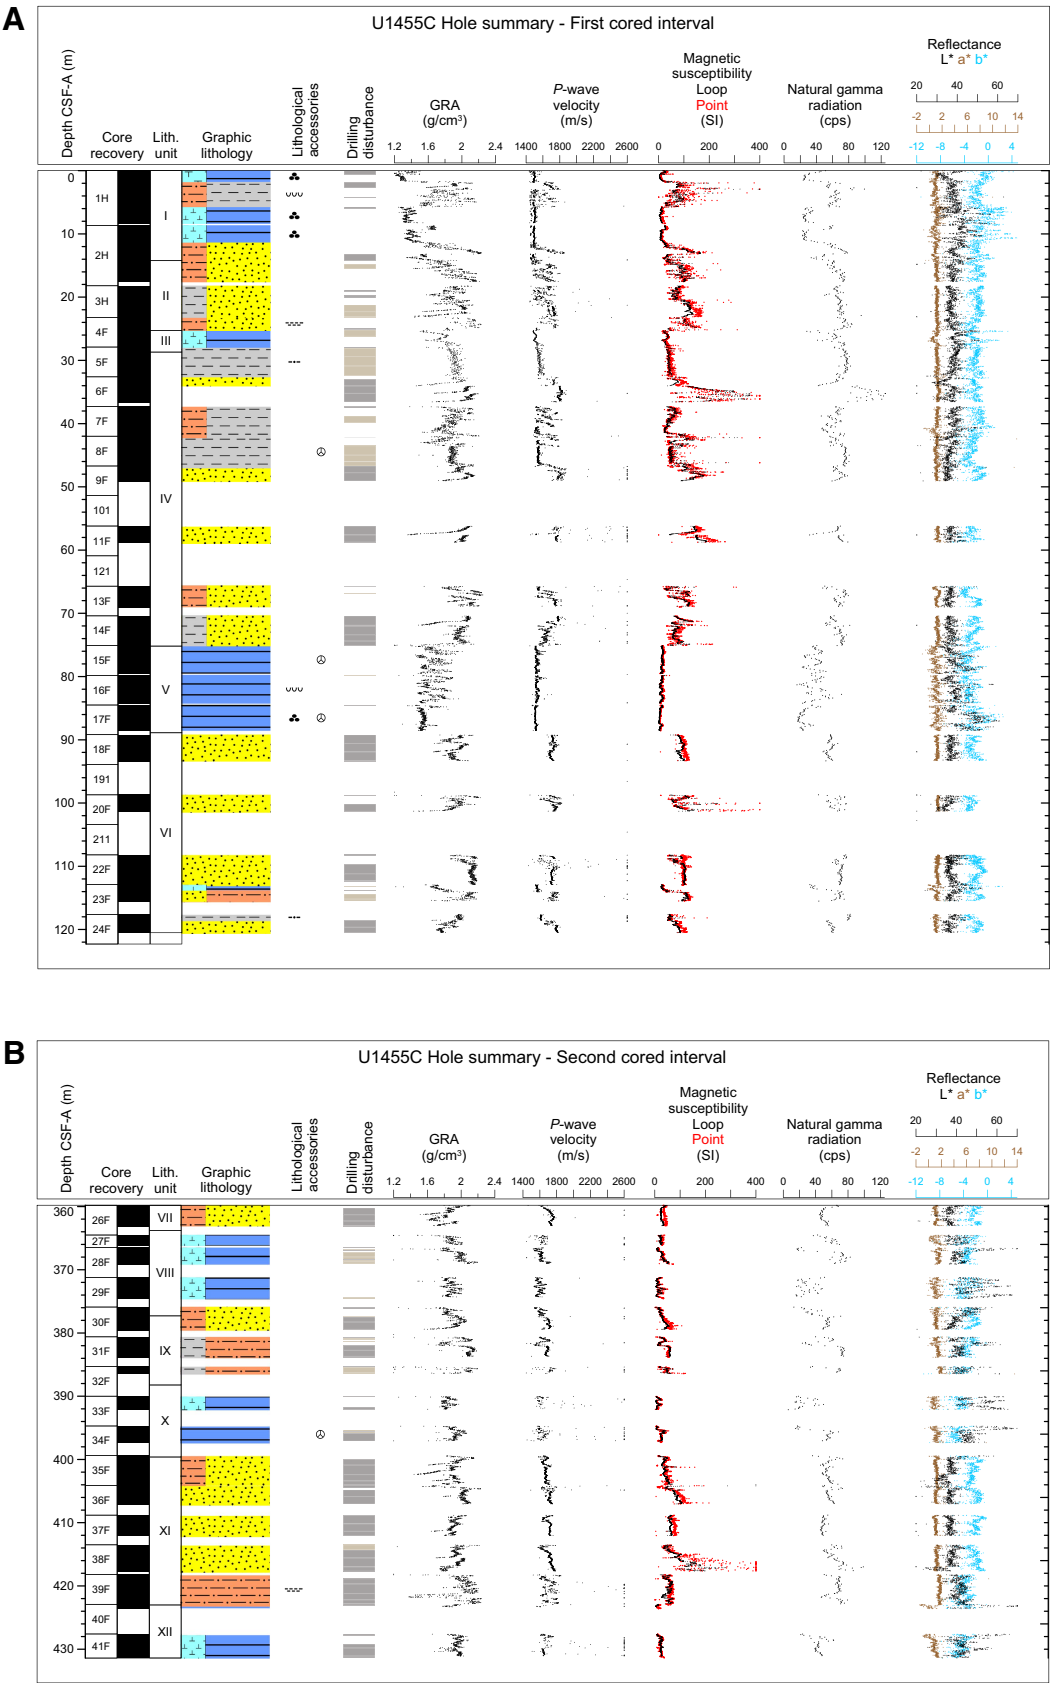 A
U1455C Hole summary - First cored interval
Depth CSF-A (m)
Core recovery
Lith. unit
Graphic lithology
Lithological accessories
Drilling disturbance
GRA (g/cm³)
P-wave velocity (m/s)
Magnetic susceptibility
Loop
Point
(SI)
Natural gamma radiation (cps)
Reflectance
L* a* b*
20 40 60
-2 2 6 10 14
-12 -8 -4 0 4
1.2 1.6 2 2.4
1400 1800 2200 2600
0 200 400
0 40 80 120
0
10
20
30
40
50
60
70
80
90
100
110
120
1H
2H
3H
4F
5F
6F
7F
8F
9F
101
11F
121
13F
14F
15F
16F
17F
18F
191
20F
211
22F
23F
24F
I
II
III
IV
V
VI
B
U1455C Hole summary - Second cored interval
Depth CSF-A (m)
Core recovery
Lith. unit
Graphic lithology
Lithological accessories
Drilling disturbance
GRA (g/cm³)
P-wave velocity (m/s)
Magnetic susceptibility
Loop
Point
(SI)
Natural gamma radiation (cps)
Reflectance
L* a* b*
20 40 60
-2 2 6 10 14
-12 -8 -4 0 4
1.2 1.6 2 2.4
1400 1800 2200 2600
0 200 400
0 40 80 120
360
370
380
390
400
410
420
430
26F
27F
28F
29F
30F
31F
32F
33F
34F
35F
36F
37F
38F
39F
40F
41F
VII
VIII
IX
X
XI
XII